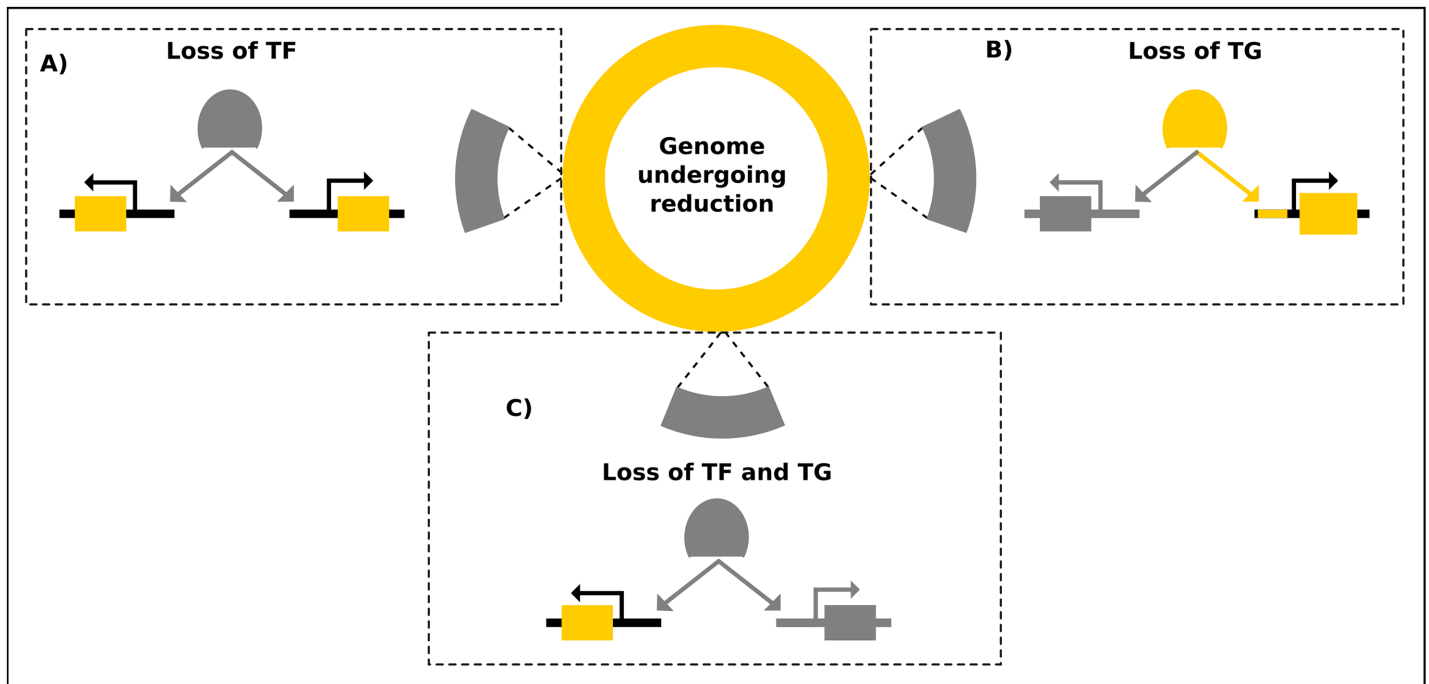 A)
Loss of TF
Genome
undergoing
reduction
B)
Loss of TG
C)
Loss of TF and TG